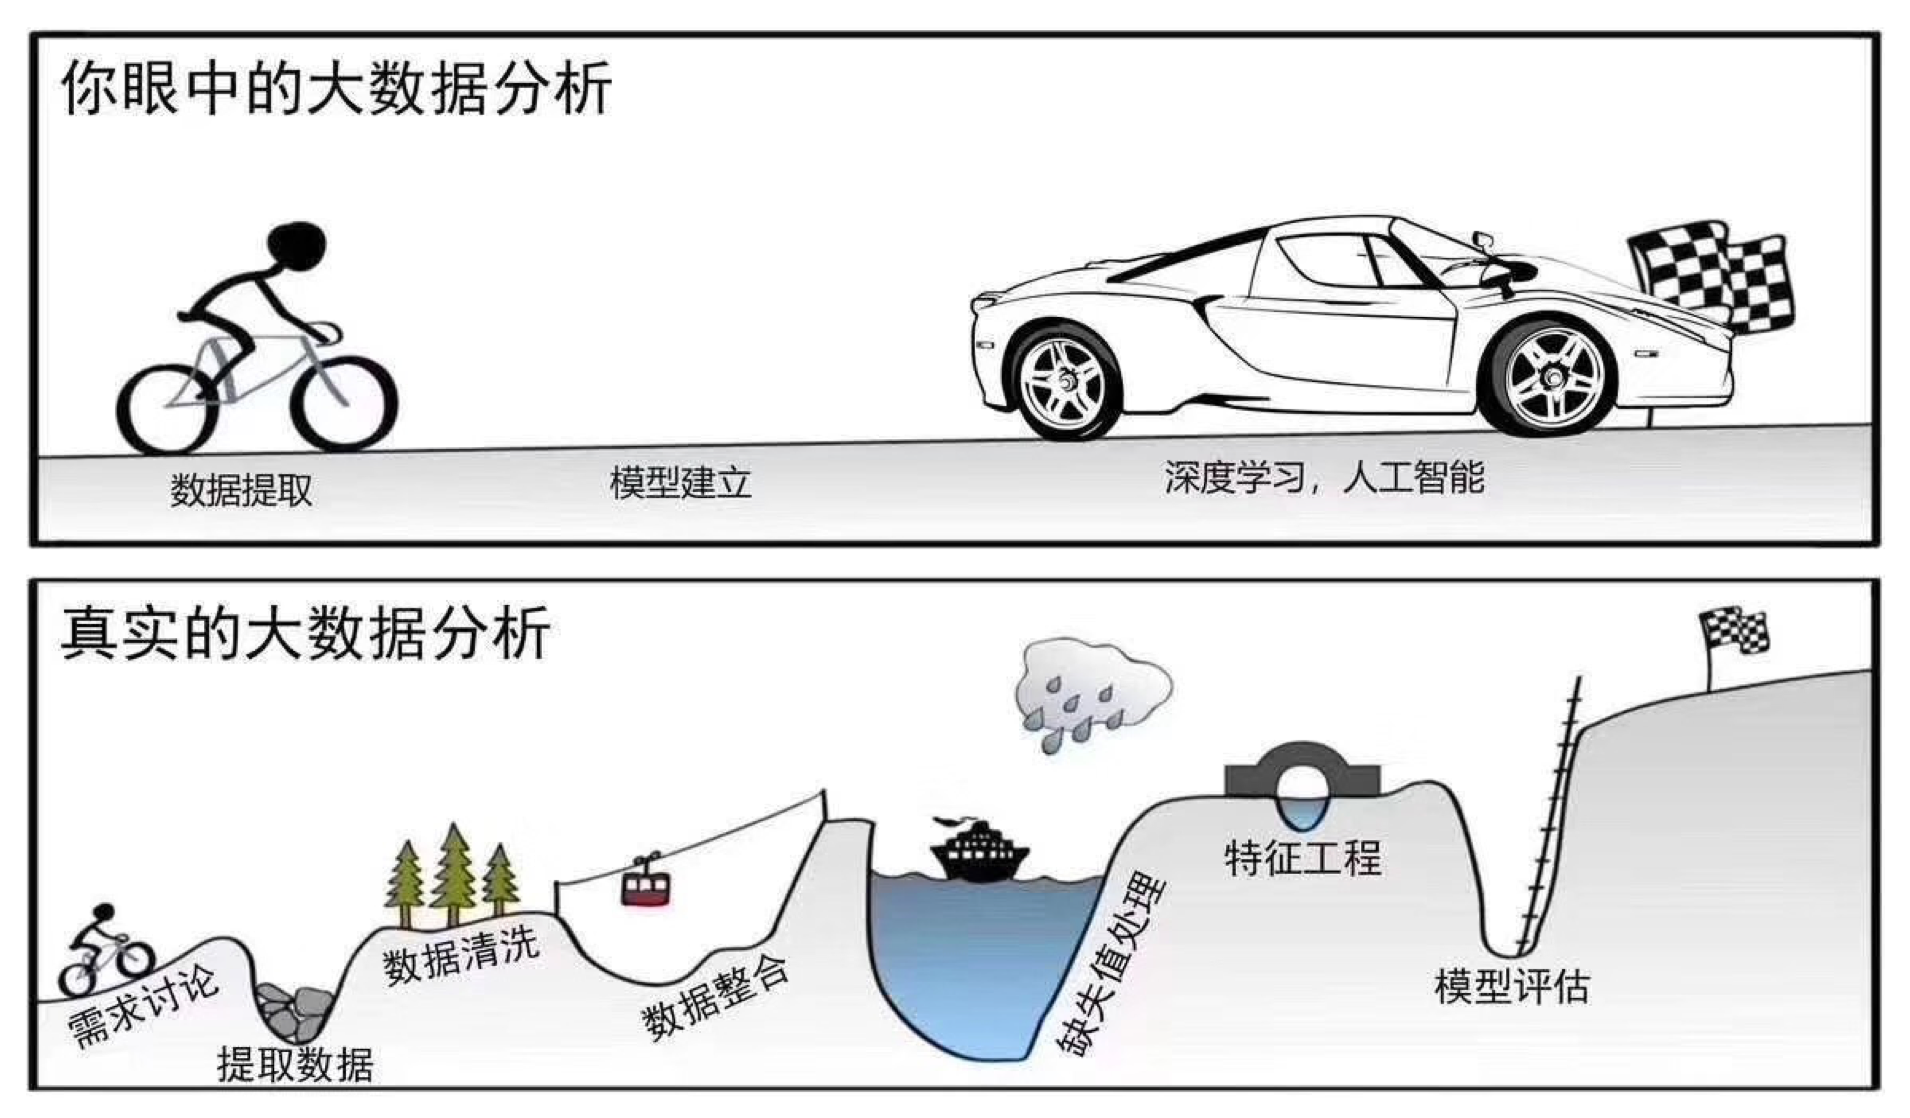 你眼中的大数据分析
数据提取
模型建立
深度学习，人工智能
真实的大数据分析
需求讨论
提取数据
数据清洗
数据整合
缺失值处理
特征工程
模型评估